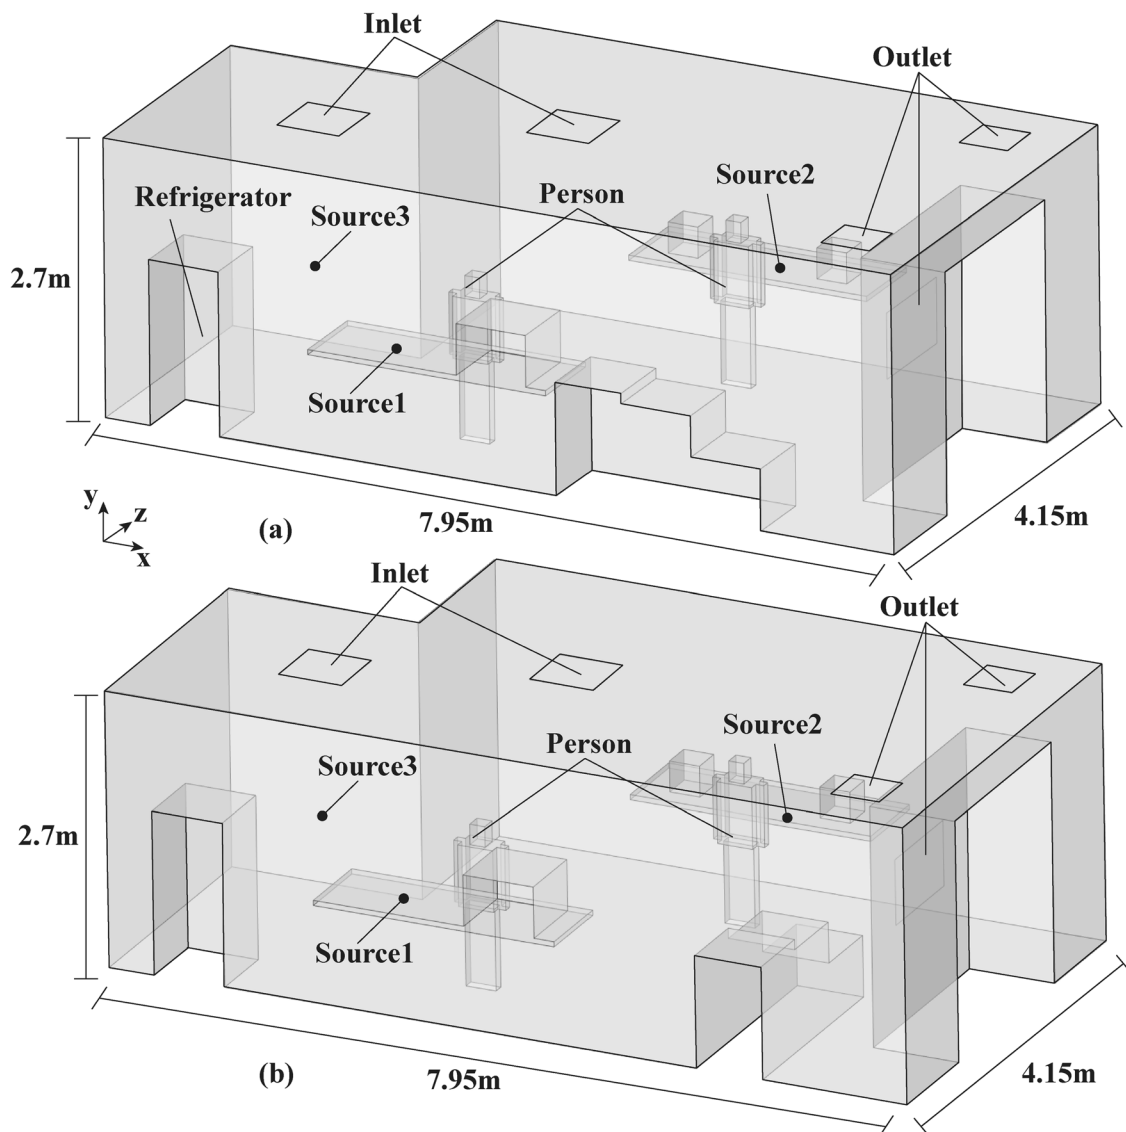 Inlet
Outlet
Source2
Person
Refrigerator
Source3
2.7m
Source1
y
z
x
(a)
7.95m
4.15m
Inlet
Outlet
Source2
Person
Source3
2.7m
Source1
(b)
7.95m
4.15m